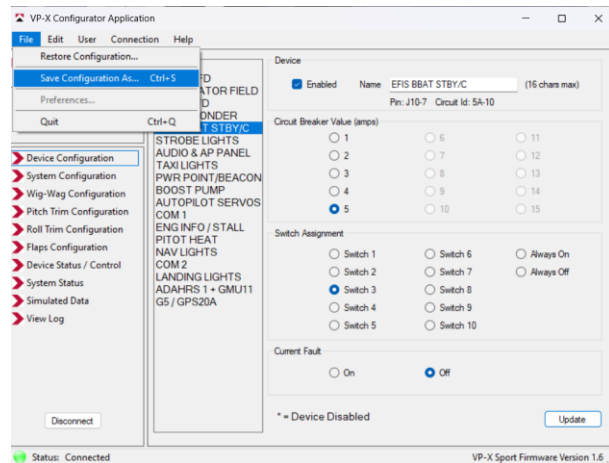 VP-X Configurator Application
File Edit User Connection Help
Restore Configuration...
Save Configuration As... Ctrl+S
Preferences...
Quit Ctrl+Q
Device Configuration
System Configuration
Wig-Wag Configuration
Pitch Trim Configuration
Roll Trim Configuration
Flaps Configuration
Device Status / Control
System Status
Simulated Data
View Log
Disconnect
FD
ATOR FIELD
D
ONDER
T STBY/C
STROBE LIGHTS
AUDIO & AP PANEL
TAXI LIGHTS
PWR POINT/BEACON
BOOST PUMP
AUTOPILOT SERVOS
COM 1
ENG INFO / STALL
PITOT HEAT
NAV LIGHTS
COM 2
LANDING LIGHTS
ADAHRS 1 + GMU11
G5 / GPS20A
Device
Enabled Name EFIS BBAT STBY/C (16 chars max)
Pin: J10-7 Circuit Id: 5A-10
Circuit Breaker Value (amps)
1 6 11
2 7 12
3 8 13
4 9 14
5 10 15
Switch Assignment
Switch 1 Switch 6 Always On
Switch 2 Switch 7 Always Off
Switch 3 Switch 8
Switch 4 Switch 9
Switch 5 Switch 10
Current Fault
On Off
* = Device Disabled
Update
Status: Connected
VP-X Sport Firmware Version 1.6